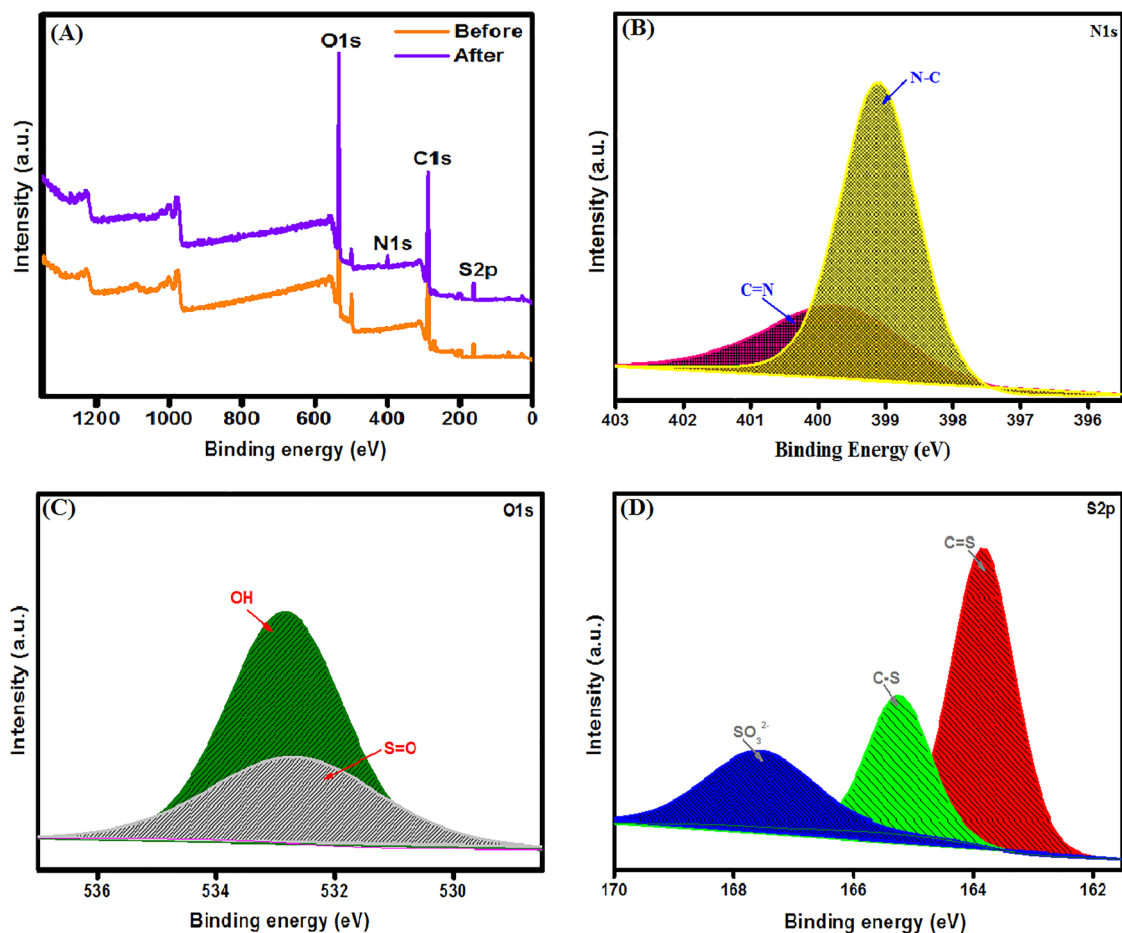 (A)
Before
After
O1s
C1s
N1s
S2p
Intensity (a.u.)
1200 1000 800 600 400 200 0
Binding energy (eV)
(B)
N1s
N-C
C=N
Intensity (a.u.)
403 402 401 400 399 398 397 396
Binding Energy (eV)
(C)
O1s
OH
S=O
Intensity (a.u.)
536 534 532 530
Binding energy (eV)
(D)
S2p
C=S
C-S
SO₃²⁻
Intensity (a.u.)
170 168 166 164 162
Binding energy (eV)